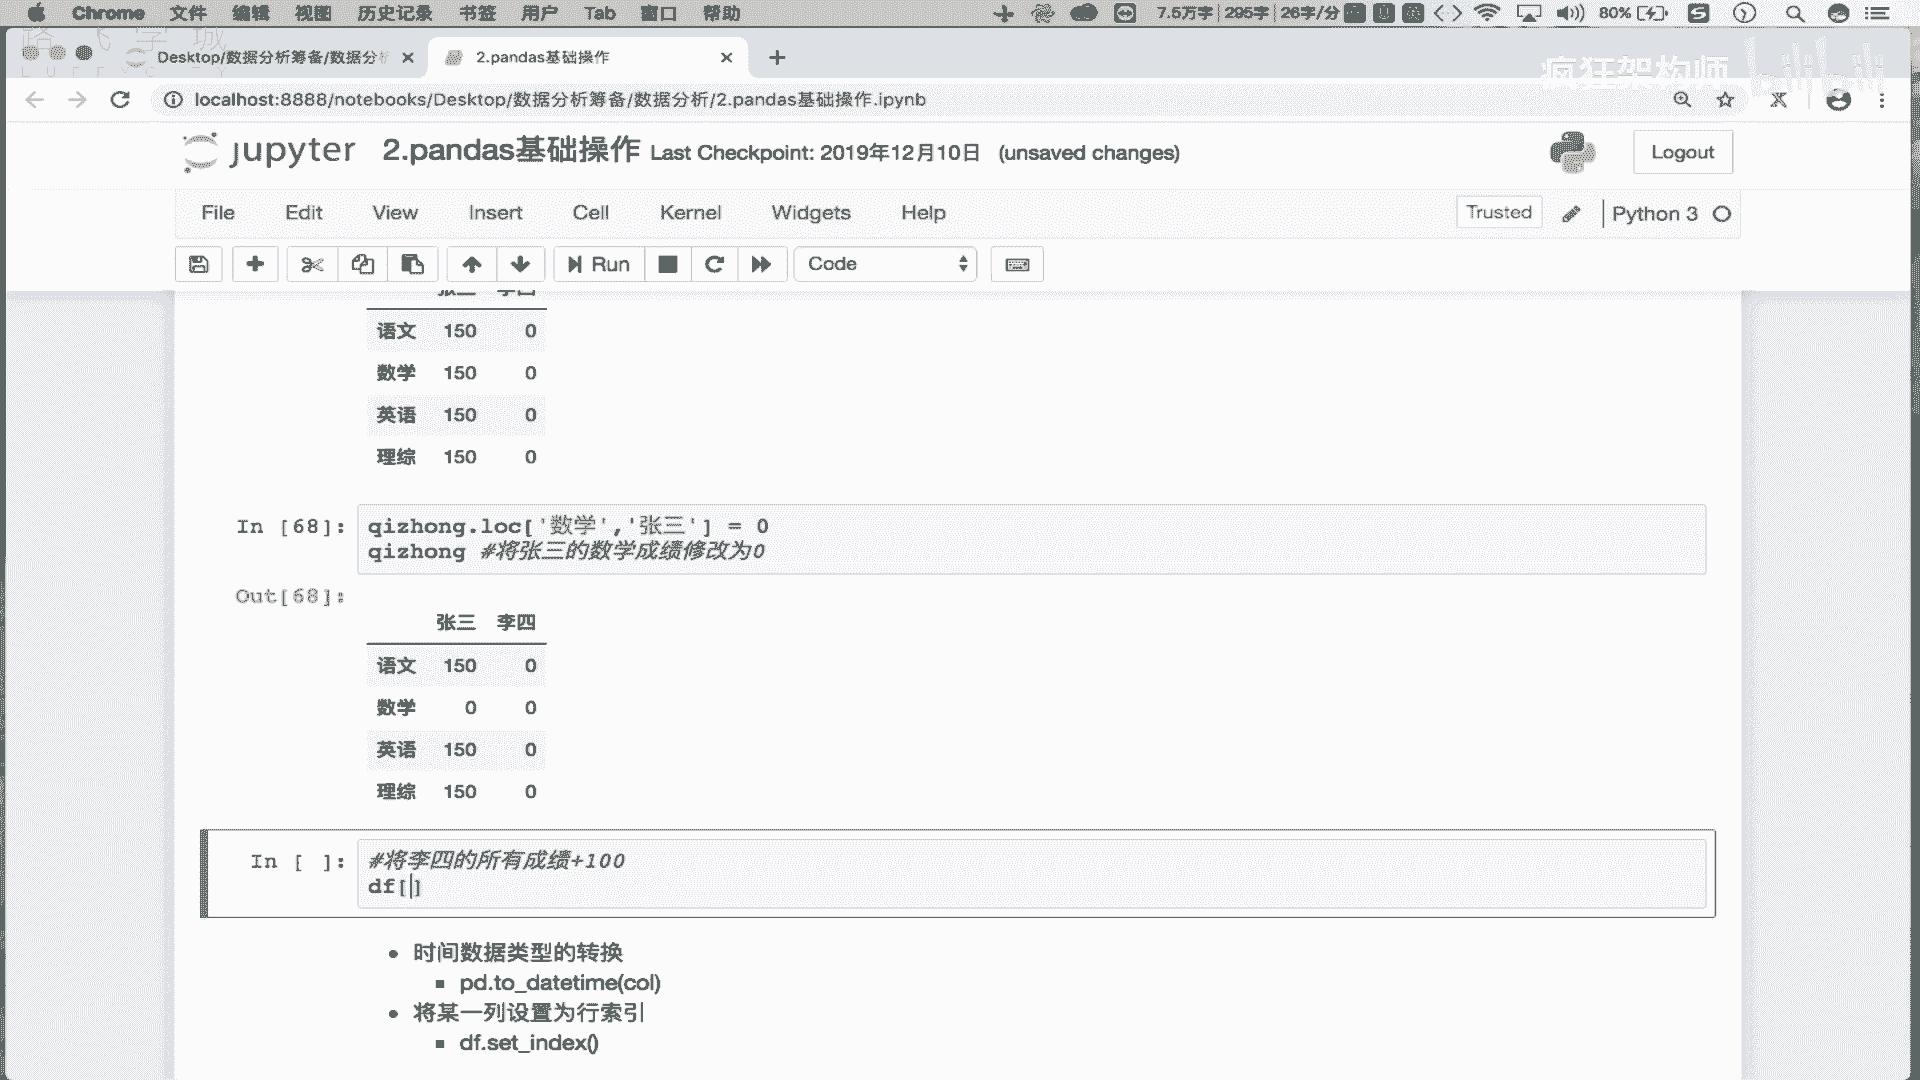 Chrome 文件 编辑 视图 历史记录 书签 用户 Tab 窗口 帮助 7.5万字 295字 26字/分 80%
Desktop/数据分析筹备/数据分析
2.pandas基础操作
疯狂架构师 bilibili
localhost:8888/notebooks/Desktop/数据分析筹备/数据分析/2.pandas基础操作.ipynb
jupyter 2.pandas基础操作 Last Checkpoint: 2019年12月10日 (unsaved changes)
Logout
File Edit View Insert Cell Kernel Widgets Help
Trusted Python 3
Run Code
张三 李四
语文 150 0
数学 150 0
英语 150 0
理综 150 0
In [68]: qizhong.loc['数学','张三'] = 0
qizhong #将张三的数学成绩修改为0
Out[68]:
张三 李四
语文 150 0
数学 0 0
英语 150 0
理综 150 0
In [ ]: #将李四的所有成绩+100
df[]
时间数据类型的转换
pd.to_datetime(col)
将某一列设置为行索引
df.set_index()